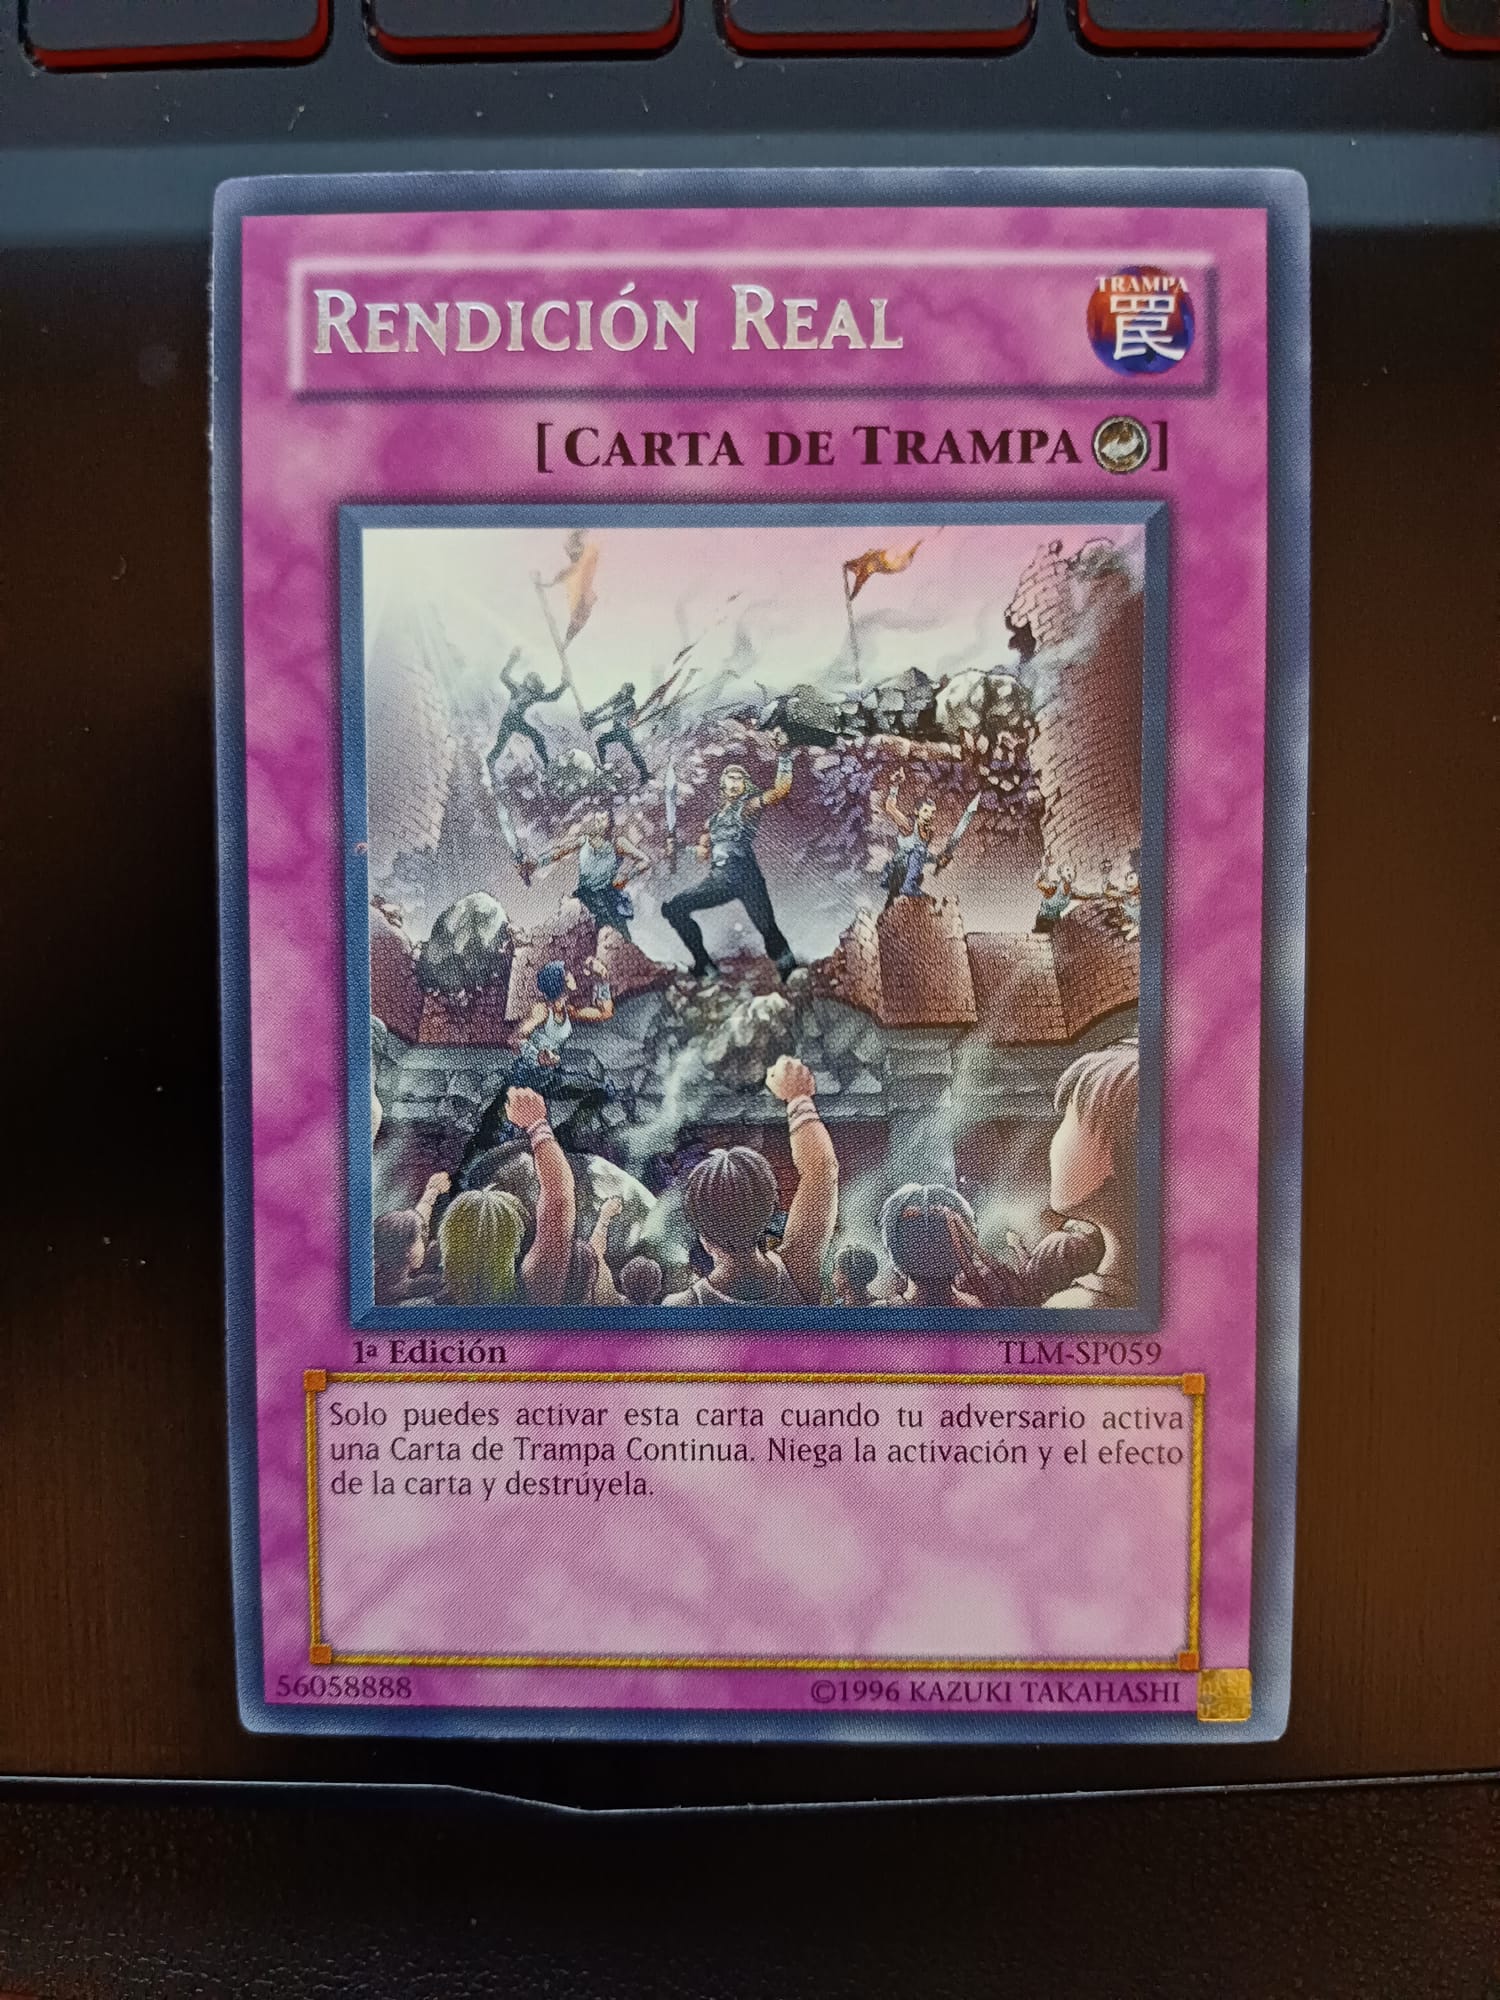 RENDICIÓN REAL
TRAMPA
罠
[CARTA DE TRAMPA]
1ª Edición
TLM-SP059
Solo puedes activar esta carta cuando tu adversario activa
una Carta de Trampa Continua. Niega la activación y el efecto
de la carta y destrúyela.
56058888
©1996 KAZUKI TAKAHASHI